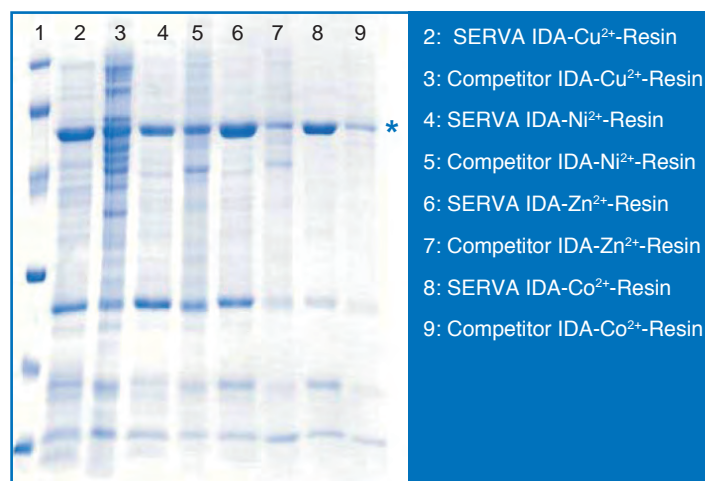 1 2 3 4 5 6 7 8 9
*
2: SERVA IDA-Cu²⁺-Resin
3: Competitor IDA-Cu²⁺-Resin
4: SERVA IDA-Ni²⁺-Resin
5: Competitor IDA-Ni²⁺-Resin
6: SERVA IDA-Zn²⁺-Resin
7: Competitor IDA-Zn²⁺-Resin
8: SERVA IDA-Co²⁺-Resin
9: Competitor IDA-Co²⁺-Resin